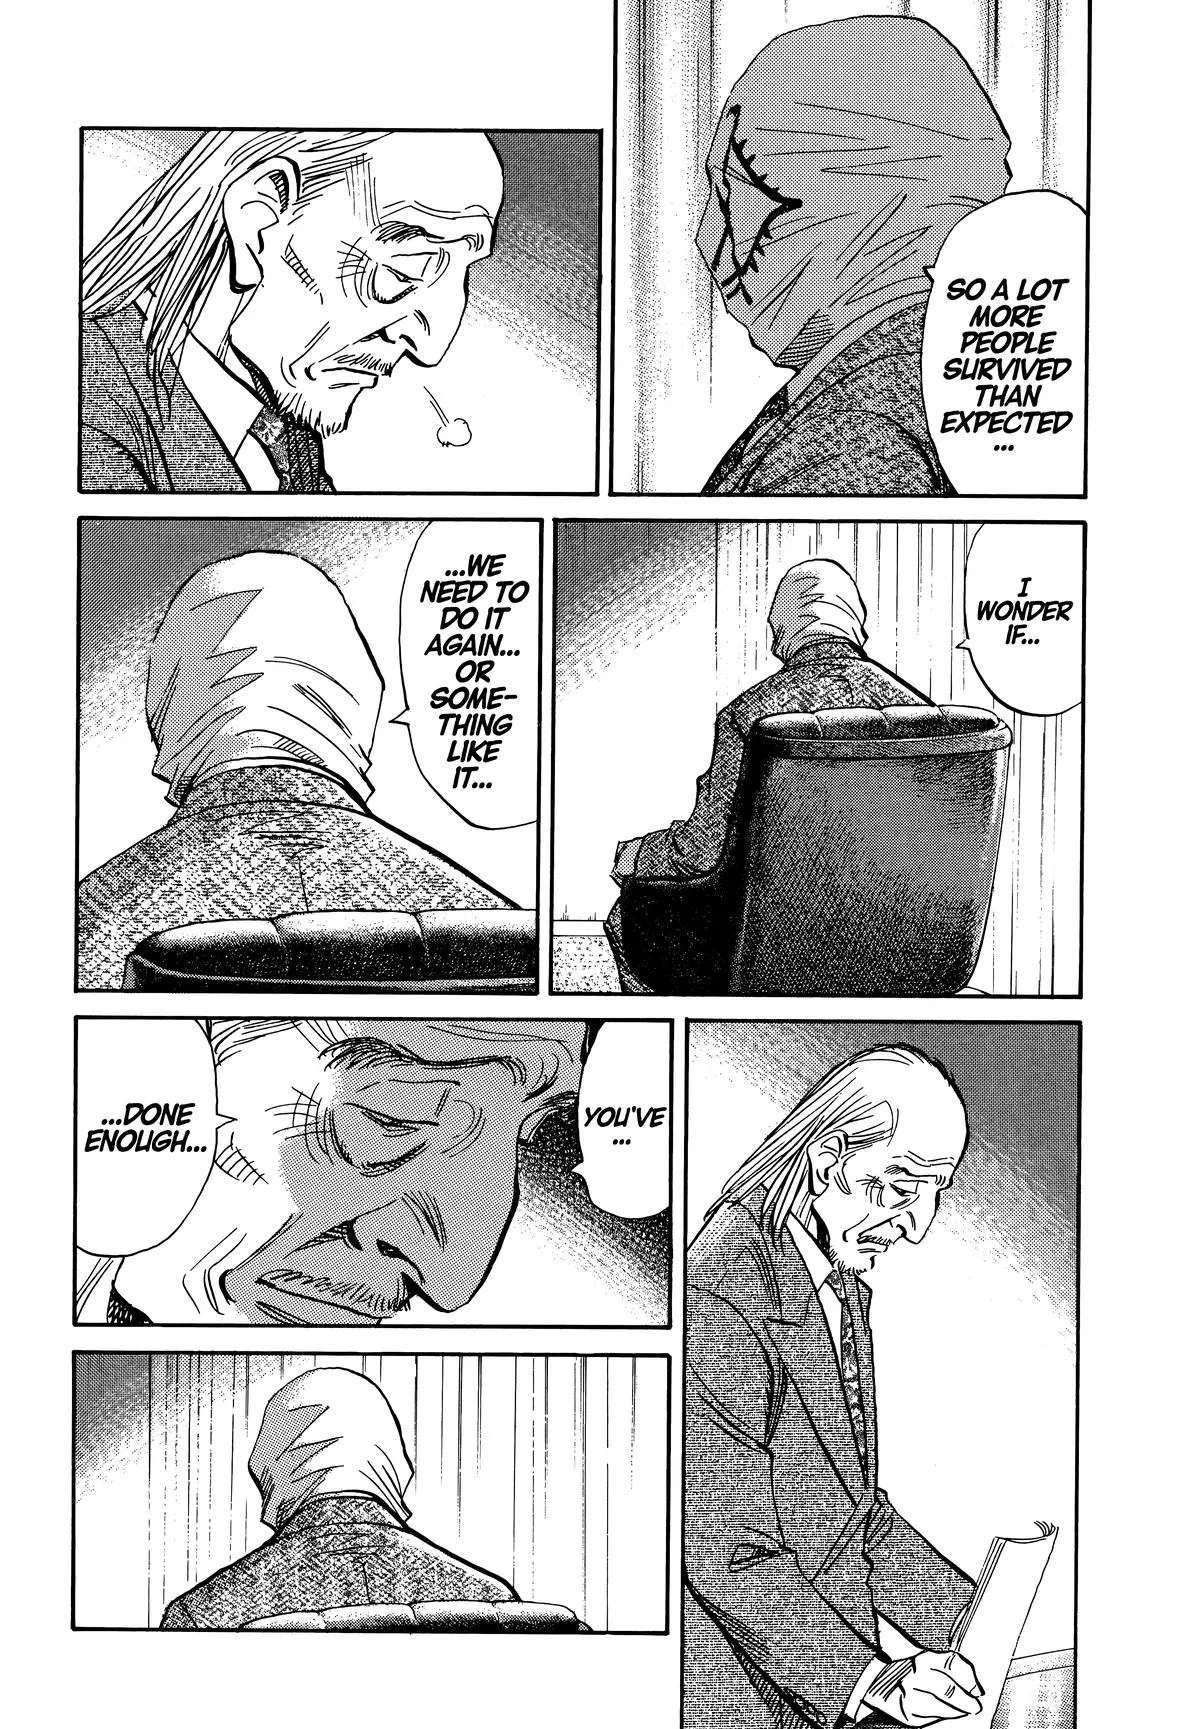 SO A LOT
MORE
PEOPLE
SURVIVED
THAN
EXPECTED
...
I
WONDER
IF...
...WE
NEED TO
DO IT
AGAIN...
OR
SOME-
THING
LIKE
IT...
YOU'VE
...
...DONE
ENOUGH...